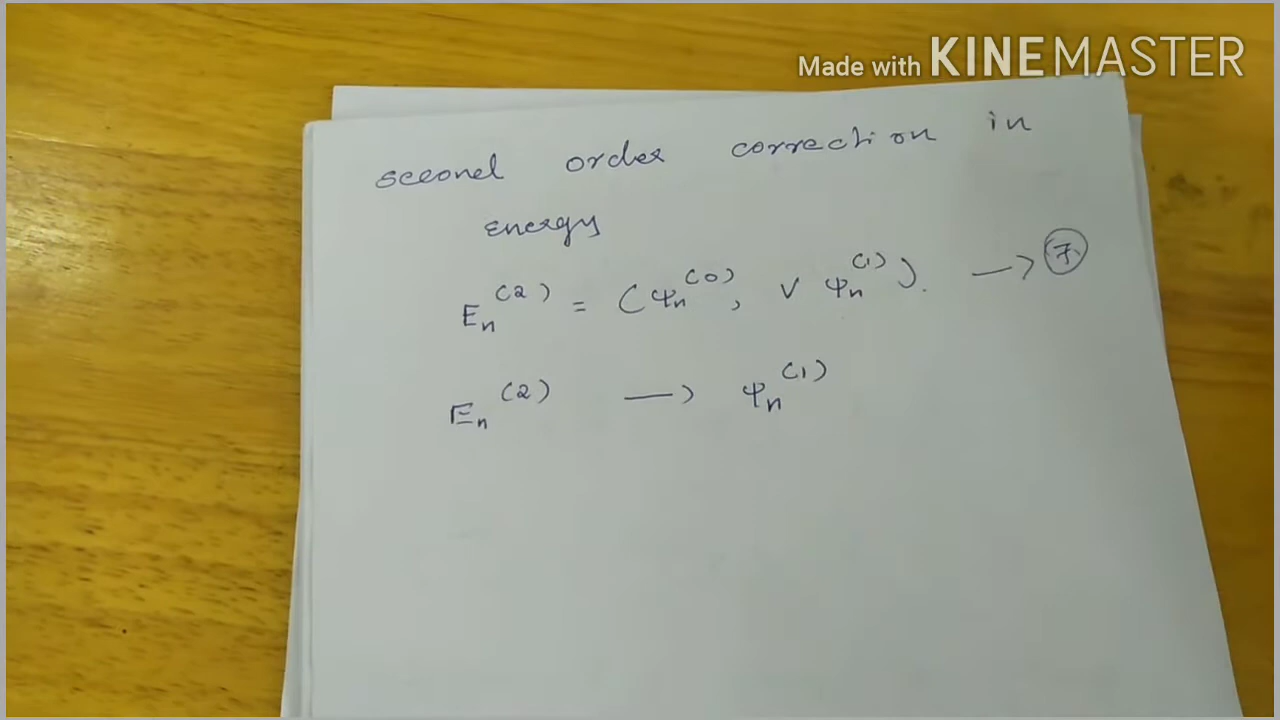 Made with KINEMASTER
second order correction in
energy
Eₙ⁽²⁾ = (Ψₙ⁽⁰⁾, V Ψₙ⁽¹⁾). → ⑦
Eₙ⁽²⁾ → Ψₙ⁽¹⁾